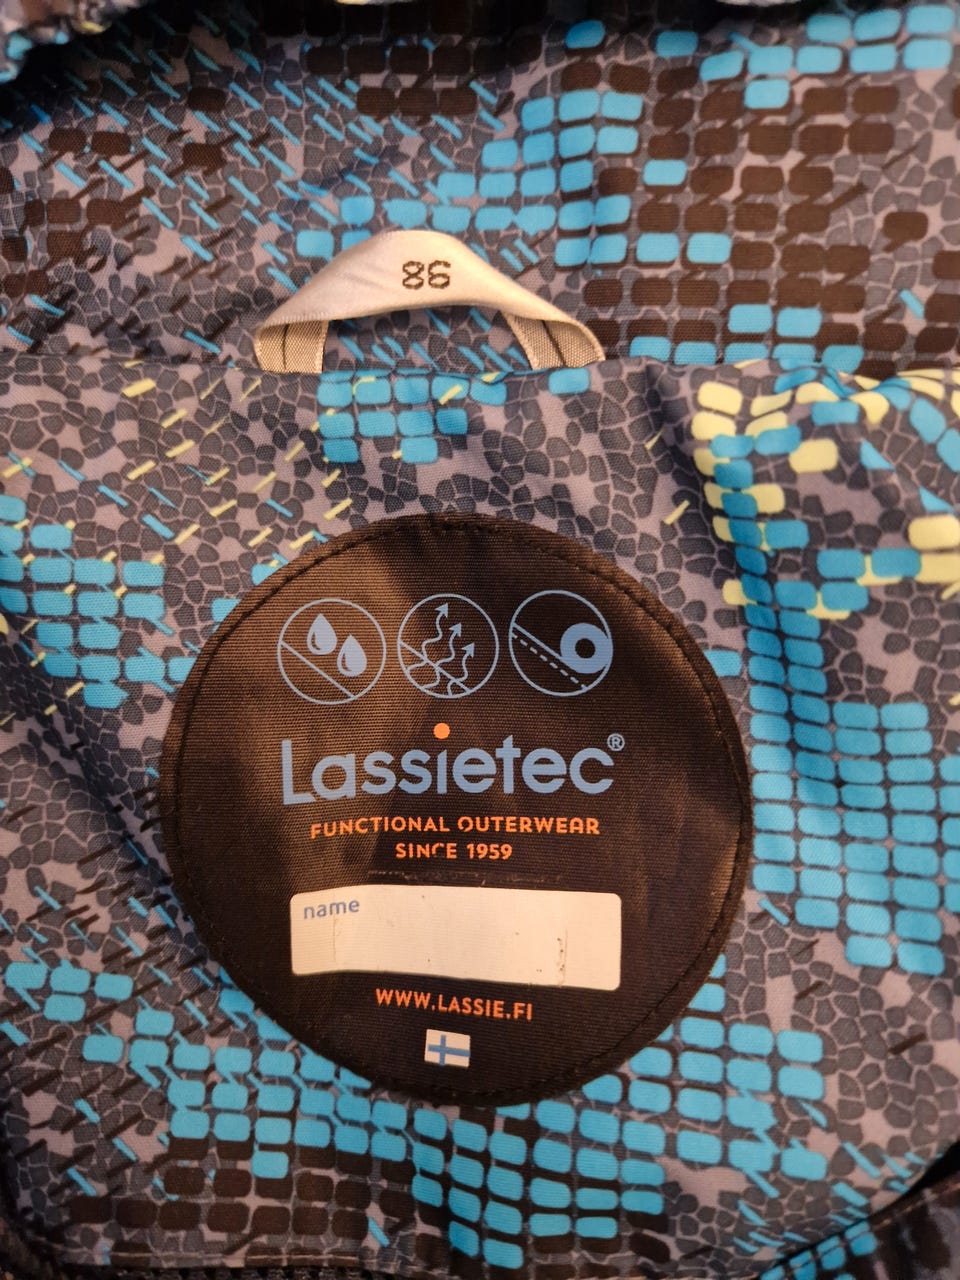 86
Lassietec®
FUNCTIONAL OUTERWEAR
SINCE 1959
name
WWW.LASSIE.FI